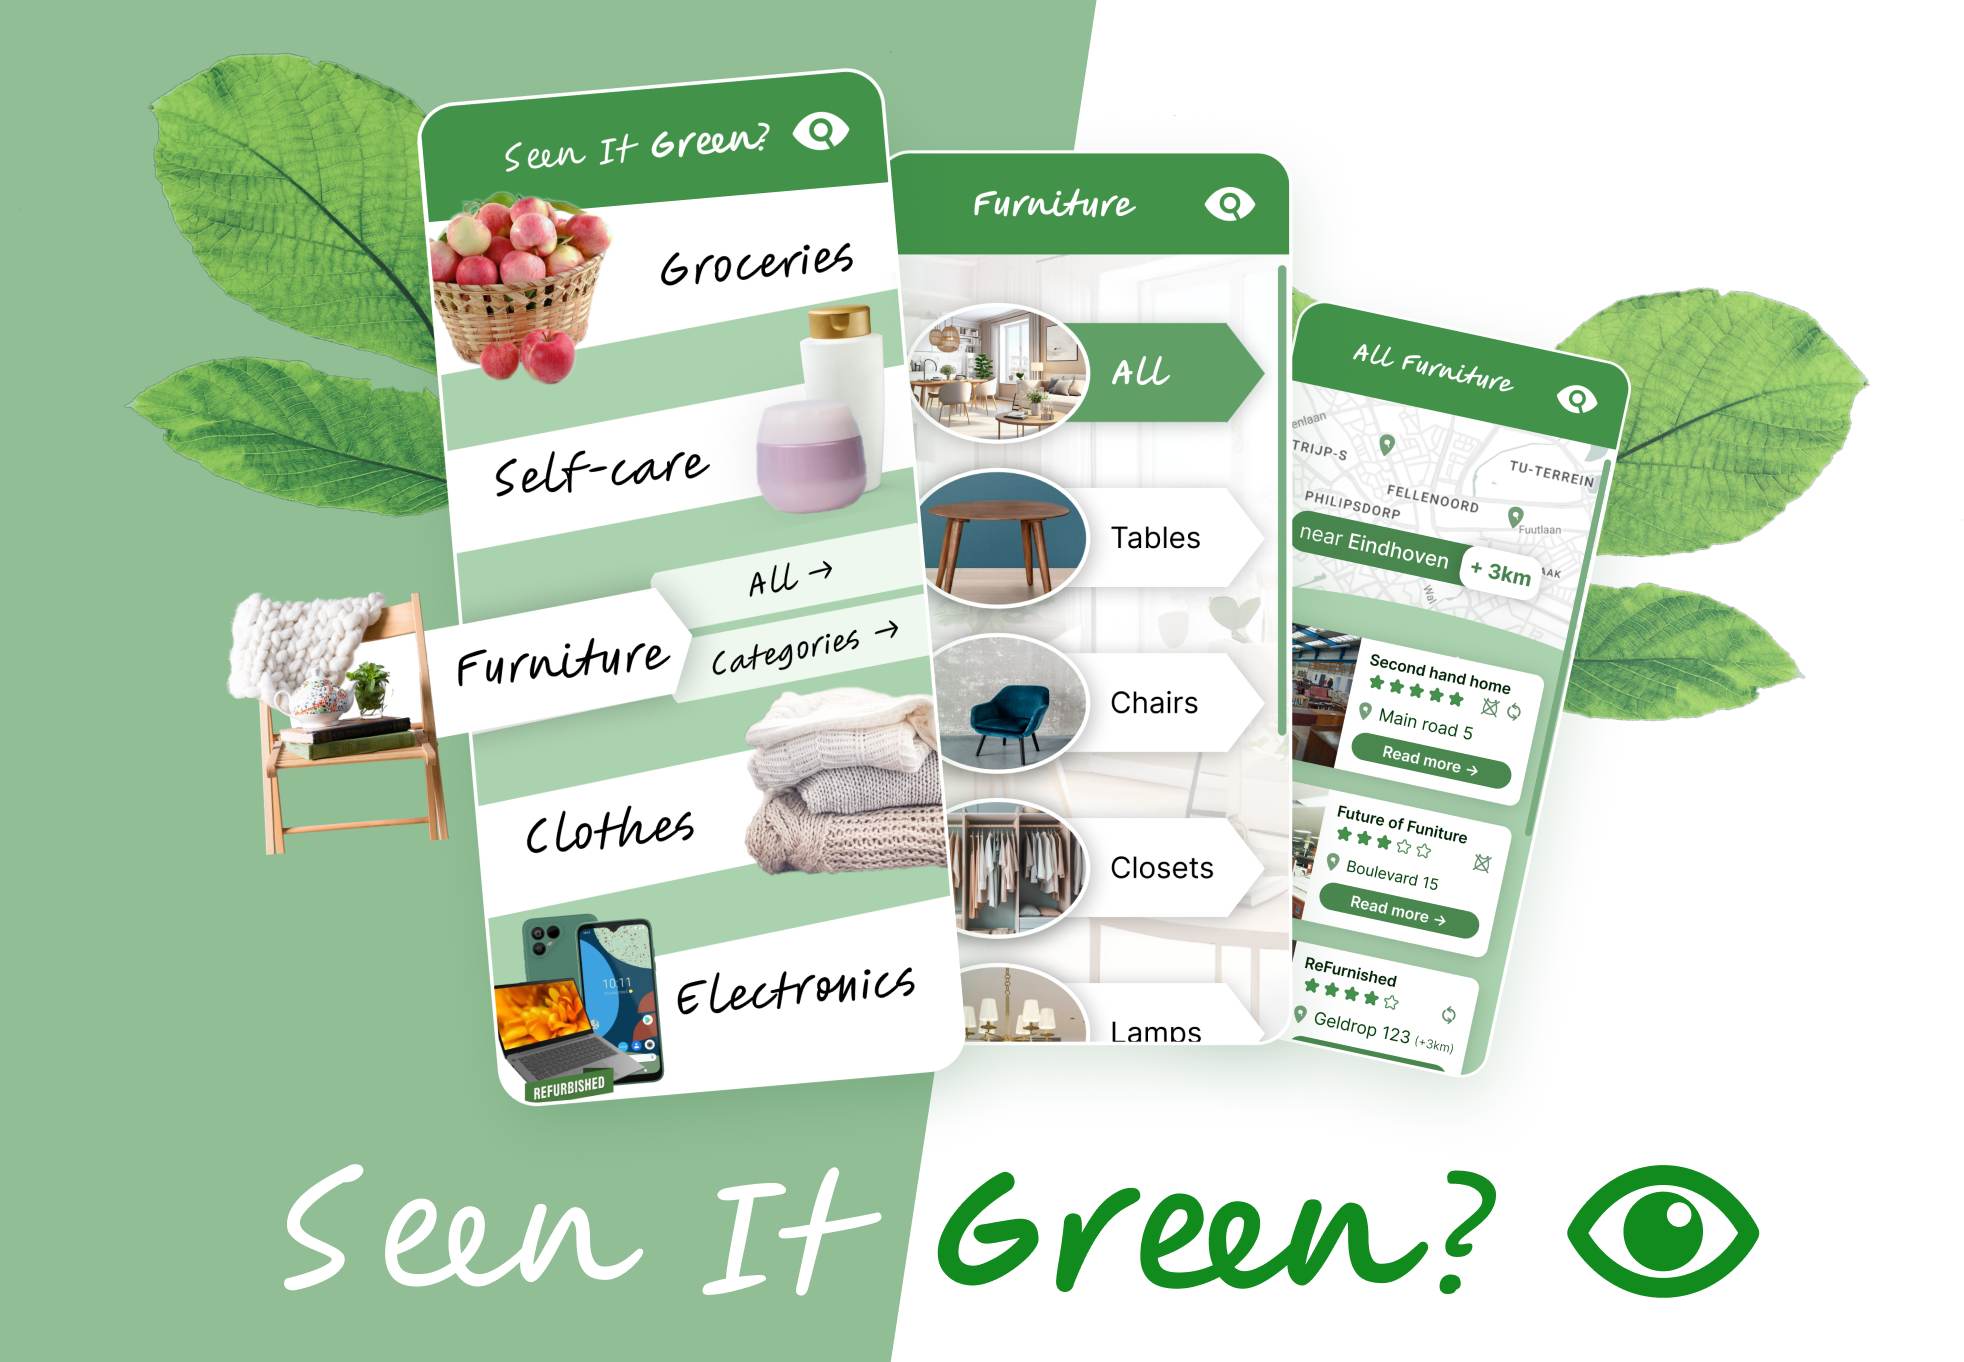 Seen It Green?
Groceries
Self-care
Furniture
All →
Categories →
Clothes
Electronics
10:11
REFURBISHED
Furniture
All
Tables
Chairs
Closets
Lamps
All Furniture
enlaan
TRIJP-S
TU-TERREIN
FELLENOORD
PHILIPSDORP
Fuutlaan
near Eindhoven
+ 3km
AAK
Wal
Second hand home
Main road 5
Read more →
Future of Funiture
Boulevard 15
Read more →
ReFurnished
Geldrop 123 (+3km)
Seen It Green?